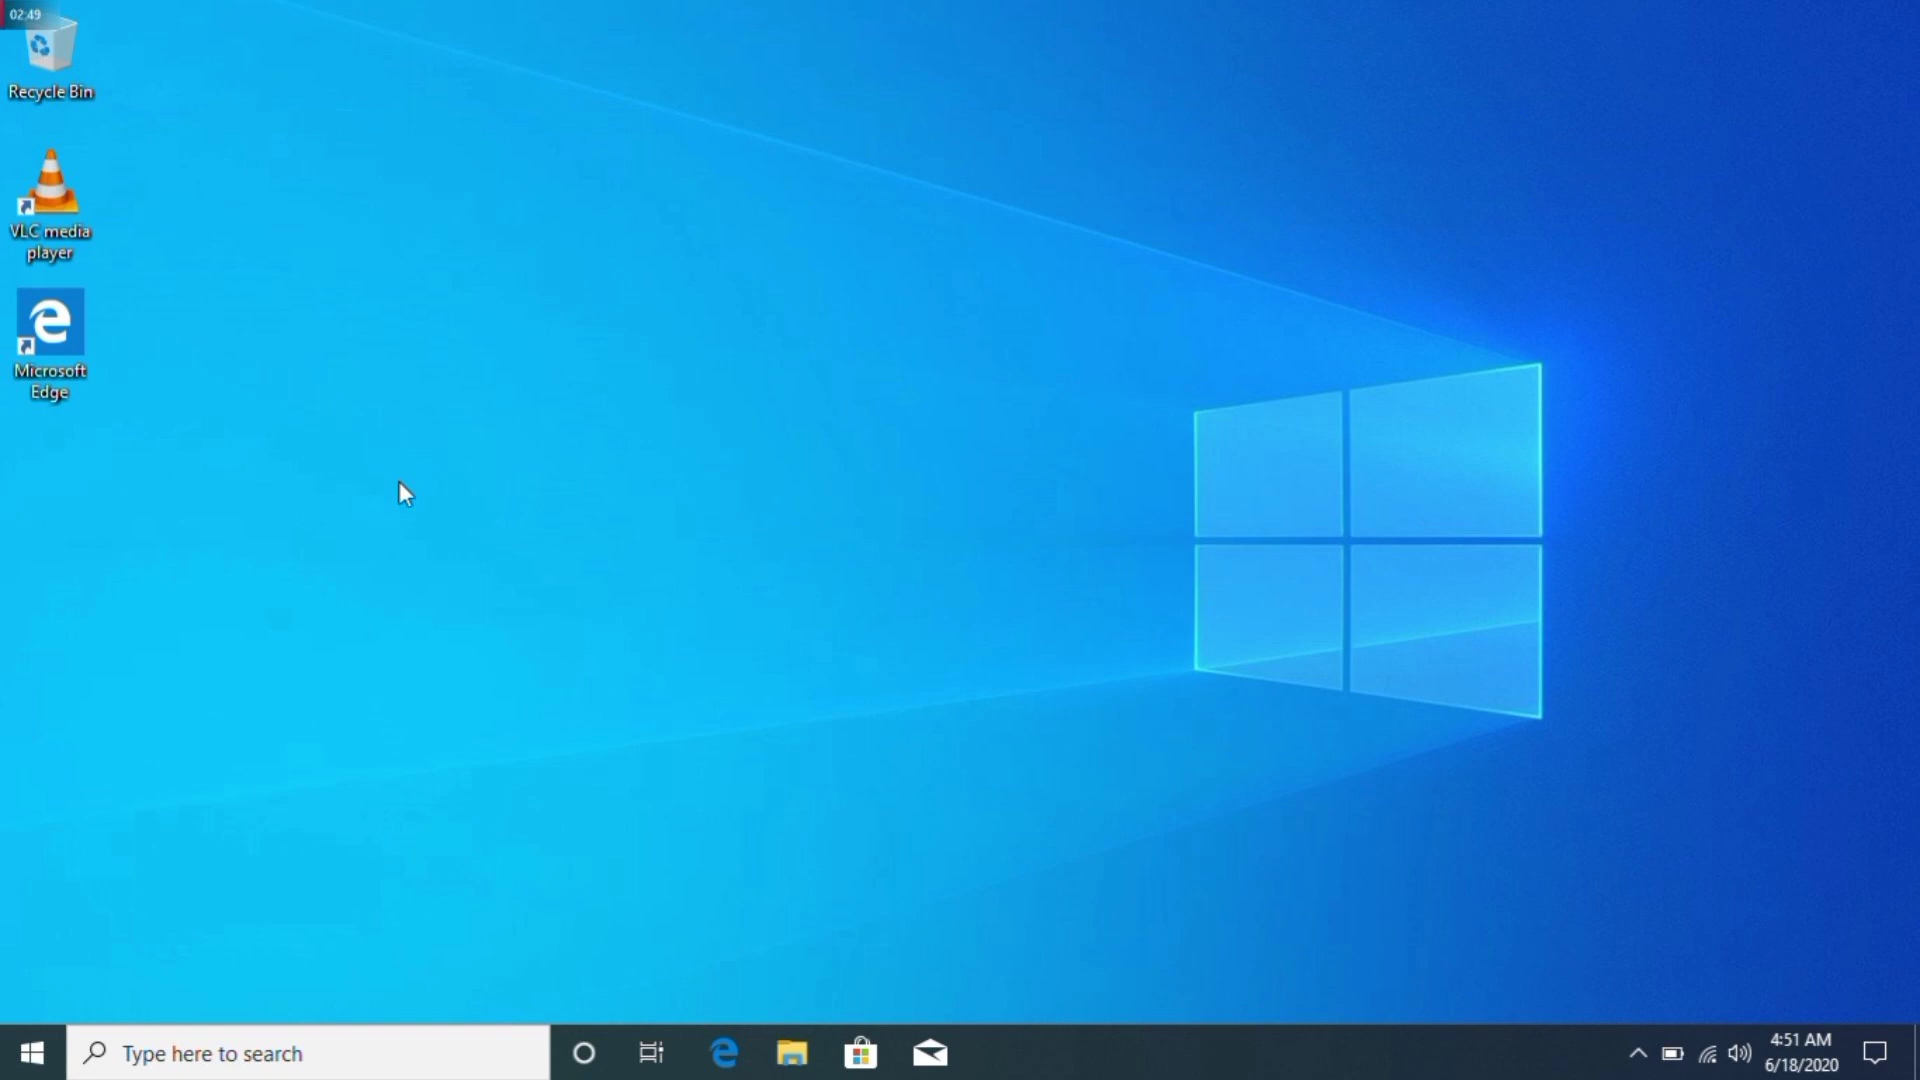 02:49
Recycle Bin
VLC media
player
Microsoft
Edge
Type here to search
4:51 AM
6/18/2020